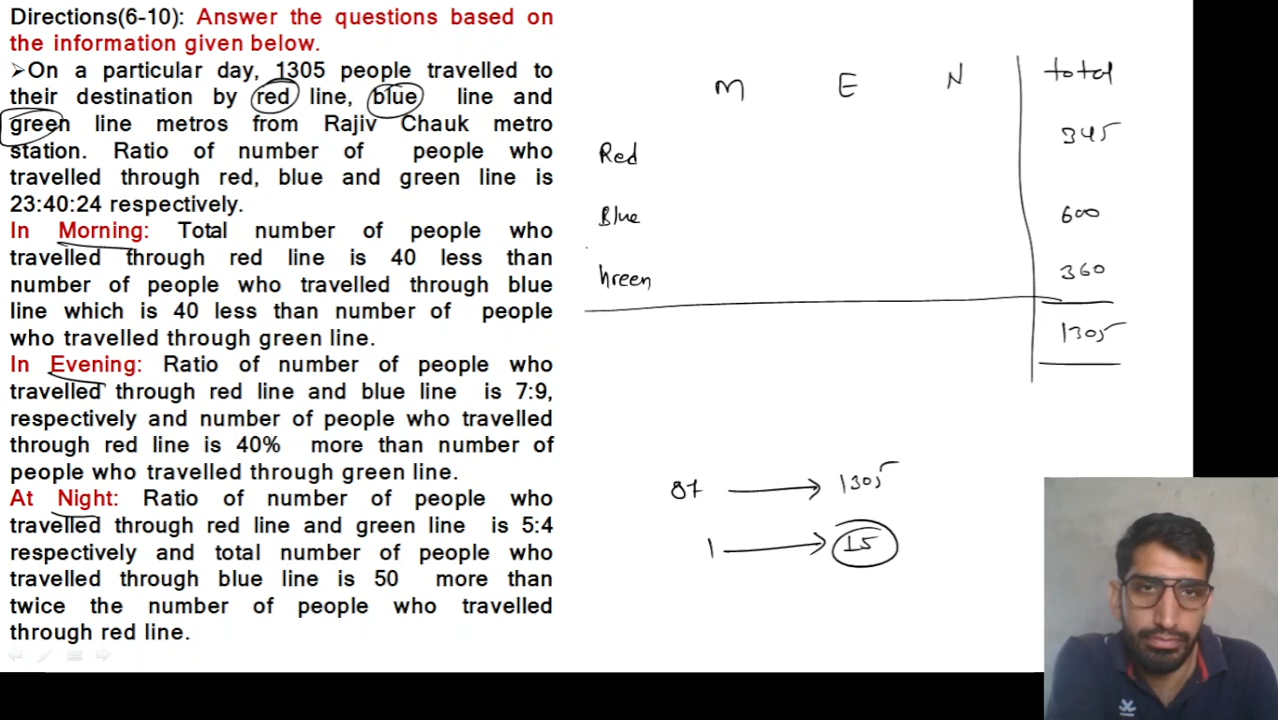 Directions(6-10): Answer the questions based on
the information given below.
➢On a particular day, 1305 people travelled to
their destination by red line, blue line and
green line metros from Rajiv Chauk metro
station. Ratio of number of people who
travelled through red, blue and green line is
23:40:24 respectively.
In Morning: Total number of people who
travelled through red line is 40 less than
number of people who travelled through blue
line which is 40 less than number of people
who travelled through green line.
In Evening: Ratio of number of people who
travelled through red line and blue line is 7:9,
respectively and number of people who travelled
through red line is 40% more than number of
people who travelled through green line.
At Night: Ratio of number of people who
travelled through red line and green line is 5:4
respectively and total number of people who
travelled through blue line is 50 more than
twice the number of people who travelled
through red line.
M E N total
Red 345
Blue 600
Green 360
1305
87 → 1305
1 → 15